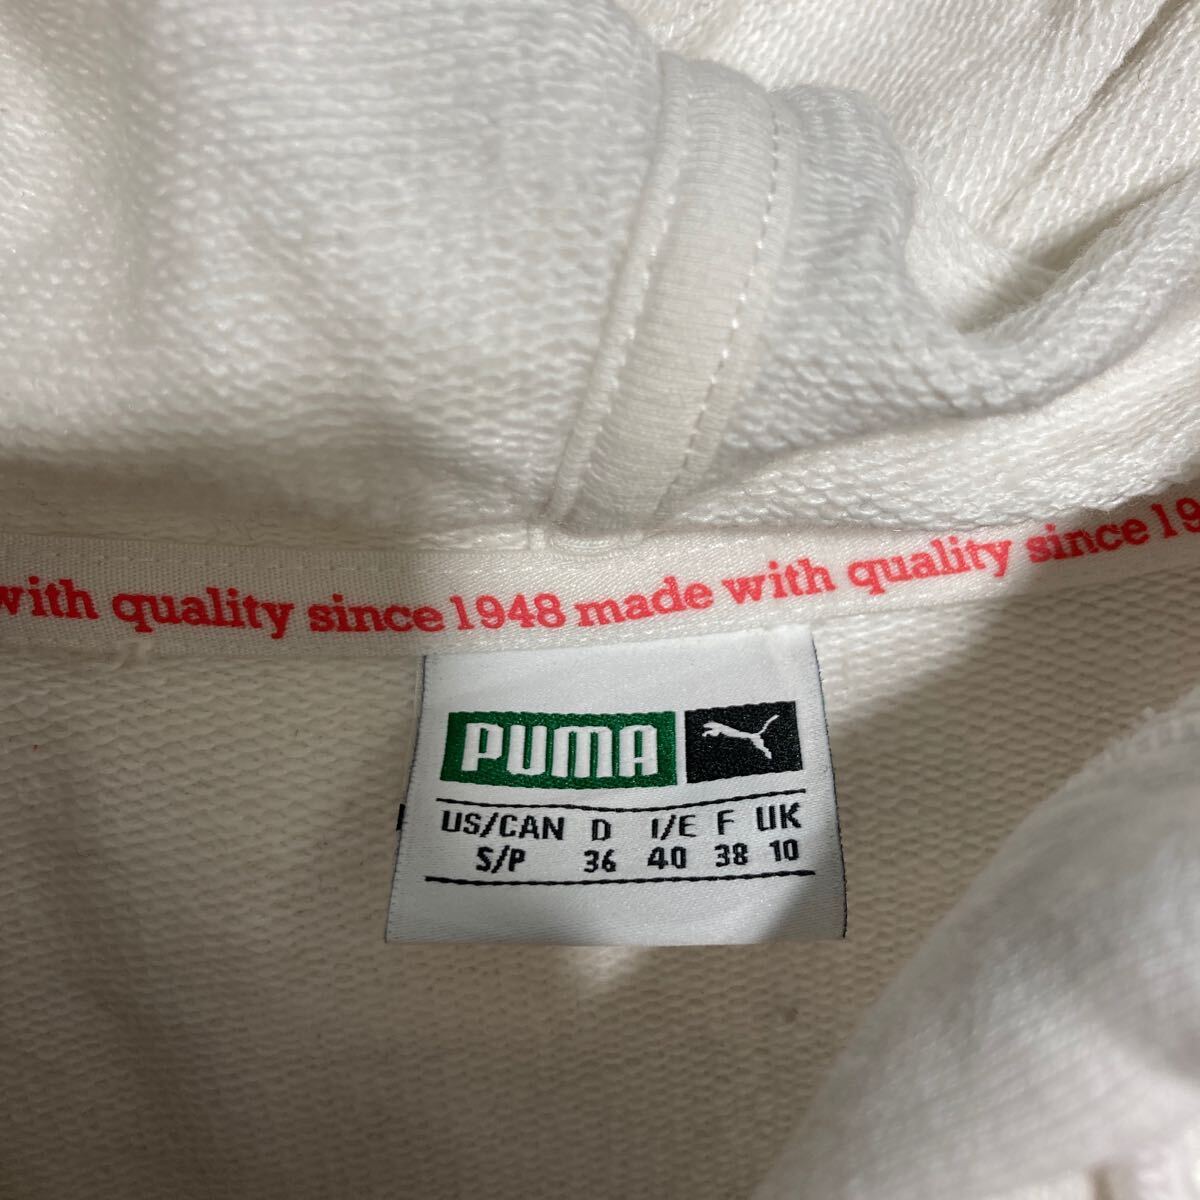 with quality since 1948 made with quality since 19
PUMA
US/CAN D I/E F UK
S/P 36 40 38 10